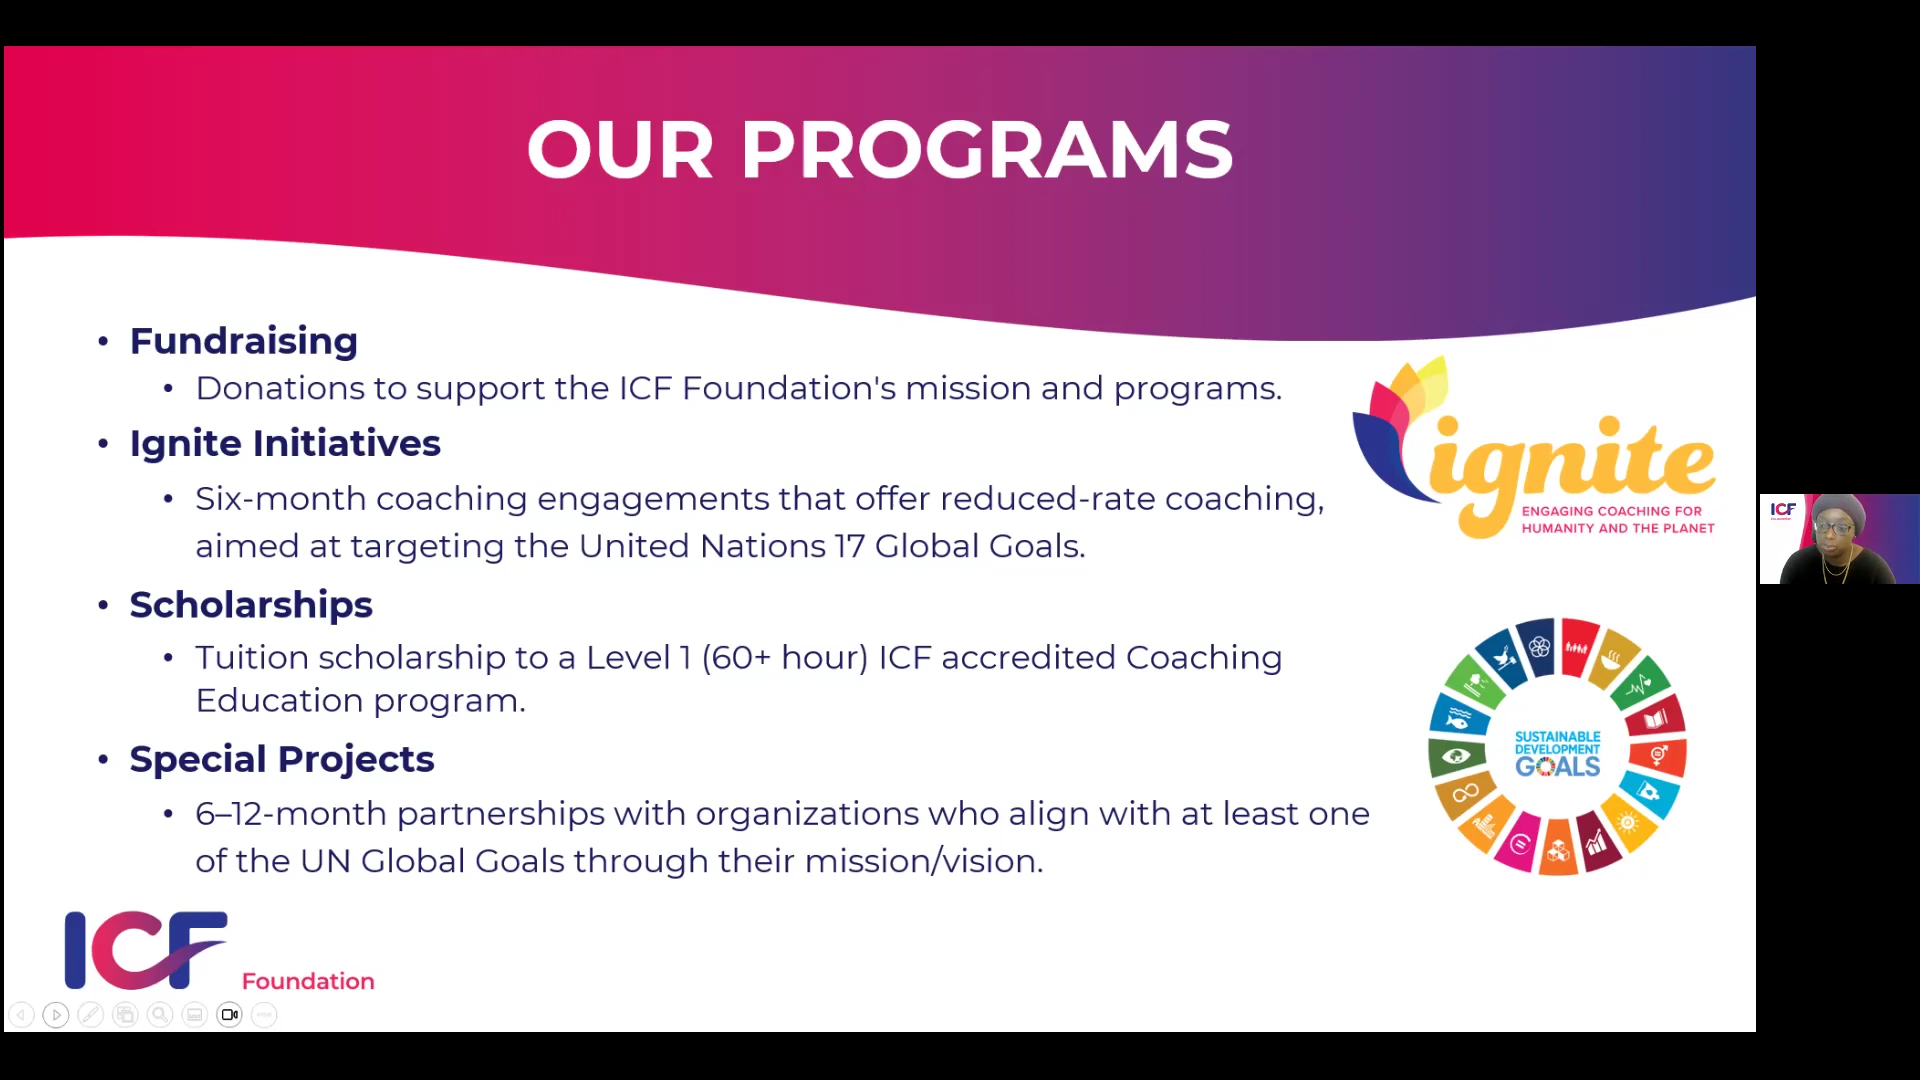 OUR PROGRAMS
• Fundraising
• Donations to support the ICF Foundation's mission and programs.
• Ignite Initiatives
• Six-month coaching engagements that offer reduced-rate coaching,
aimed at targeting the United Nations 17 Global Goals.
• Scholarships
• Tuition scholarship to a Level 1 (60+ hour) ICF accredited Coaching
Education program.
• Special Projects
• 6–12-month partnerships with organizations who align with at least one
of the UN Global Goals through their mission/vision.
ignite
ENGAGING COACHING FOR
HUMANITY AND THE PLANET
SUSTAINABLE
DEVELOPMENT
GOALS
ICF
Foundation
ICF